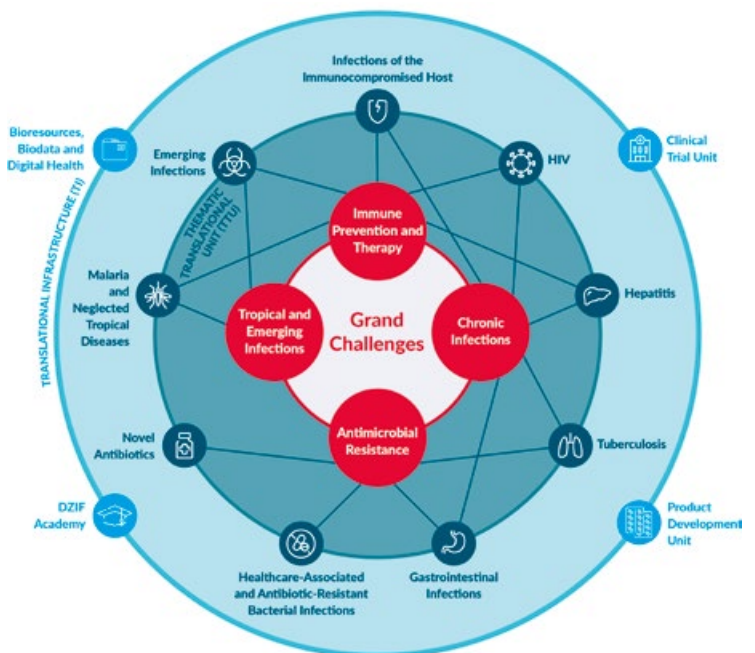 Infections of the
Immunocompromised Host
Bioresources,
Biodata and
Digital Health
Emerging
Infections
HIV
Clinical
Trial Unit
TRANSLATIONAL INFRASTRUCTURE (TI)
THEMATIC
TRANSLATIONAL
UNIT (TTU)
Immune
Prevention and
Therapy
Malaria
and
Neglected
Tropical
Diseases
Tropical and
Emerging
Infections
Grand
Challenges
Chronic
Infections
Hepatitis
Antimicrobial
Resistance
Novel
Antibiotics
Tuberculosis
DZIF
Academy
Product
Development
Unit
Healthcare-Associated
and Antibiotic-Resistant
Bacterial Infections
Gastrointestinal
Infections